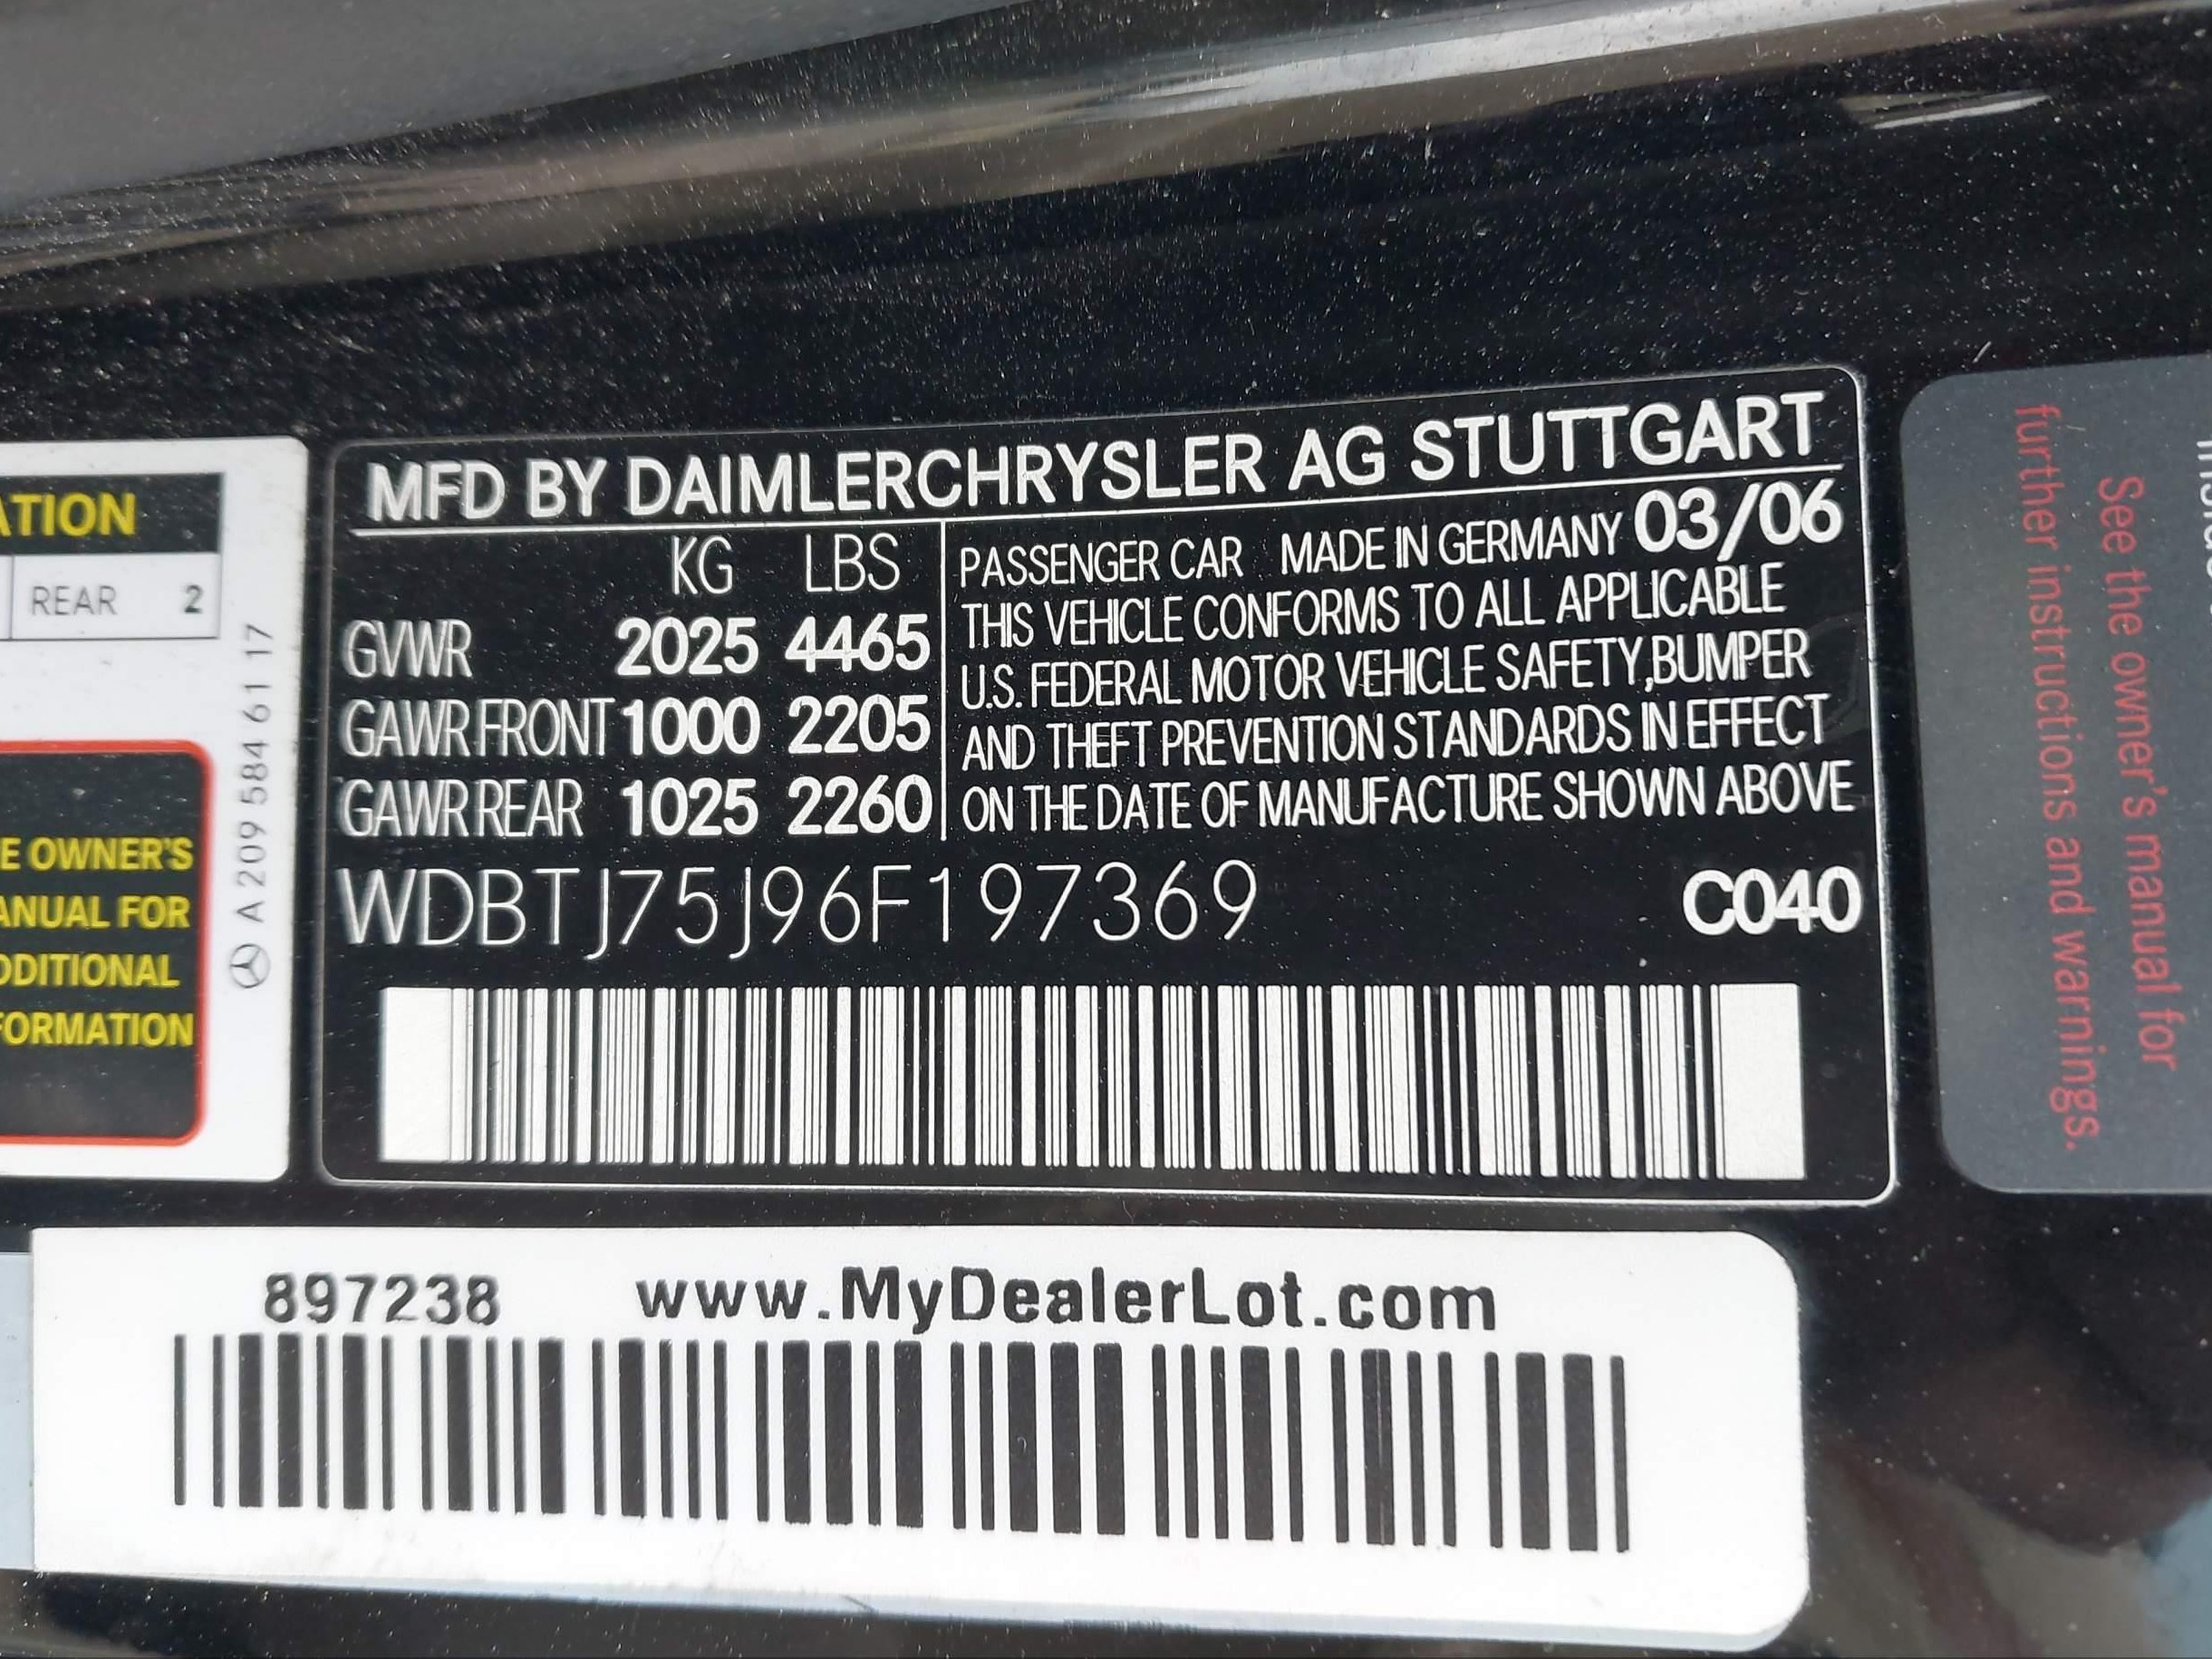 ATION
REAR 2
E OWNER'S
ANUAL FOR
DDITIONAL
FORMATION
A 209 584 61 17
MFD BY DAIMLERCHRYSLER AG STUTTGART
KG LBS
GVWR 2025 4465
GAWR FRONT 1000 2205
GAWR REAR 1025 2260
PASSENGER CAR MADE IN GERMANY 03/06
THIS VEHICLE CONFORMS TO ALL APPLICABLE
U.S. FEDERAL MOTOR VEHICLE SAFETY,BUMPER
AND THEFT PREVENTION STANDARDS IN EFFECT
ON THE DATE OF MANUFACTURE SHOWN ABOVE
WDBTJ75J96F197369 C040
See the owner's manual for
further instructions and warnings.
897238 www.MyDealerLot.com